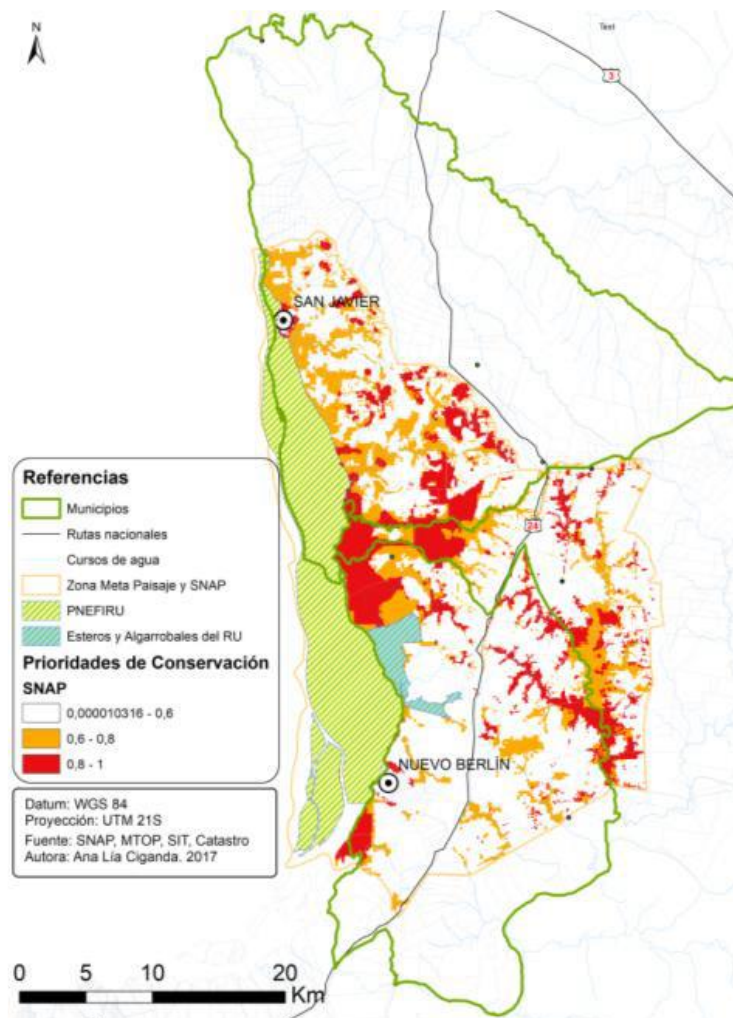 N
Test
3
SAN JAVIER
24
NUEVO BERLÍN
Referencias
Municipios
Rutas nacionales
Cursos de agua
Zona Meta Paisaje y SNAP
PNEFIRU
Esteros y Algarrobales del RU
Prioridades de Conservación
SNAP
0,000010316 - 0,6
0,6 - 0,8
0,8 - 1
Datum: WGS 84
Proyección: UTM 21S
Fuente: SNAP, MTOP, SIT, Catastro
Autora: Ana Lía Ciganda. 2017
0 5 10 20
Km